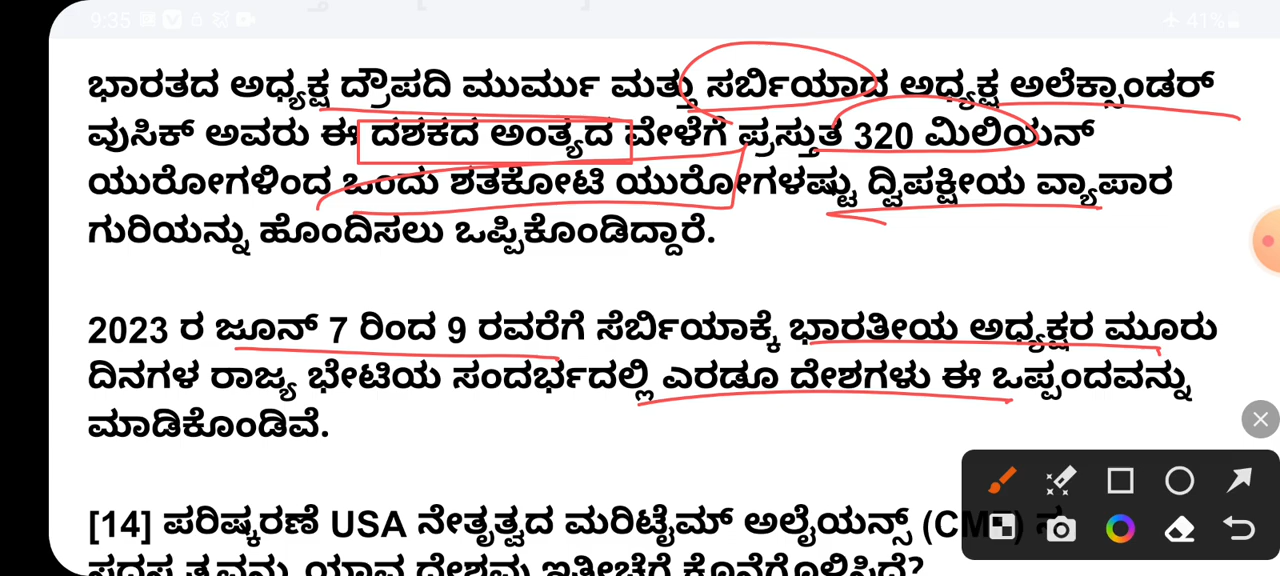 9:35
41%
ಭಾರತದ ಅಧ್ಯಕ್ಷ ದ್ರೌಪದಿ ಮುರ್ಮು ಮತ್ತು ಸರ್ಬಿಯಾದ ಅಧ್ಯಕ್ಷ ಅಲೆಕ್ಸಾಂಡರ್
ವುಸಿಕ್ ಅವರು ಈ ದಶಕದ ಅಂತ್ಯದ ವೇಳೆಗೆ ಪ್ರಸ್ತುತ 320 ಮಿಲಿಯನ್
ಯುರೋಗಳಿಂದ ಒಂದು ಶತಕೋಟಿ ಯುರೋಗಳಷ್ಟು ದ್ವಿಪಕ್ಷೀಯ ವ್ಯಾಪಾರ
ಗುರಿಯನ್ನು ಹೊಂದಿಸಲು ಒಪ್ಪಿಕೊಂಡಿದ್ದಾರೆ.
2023 ರ ಜೂನ್ 7 ರಿಂದ 9 ರವರೆಗೆ ಸೆರ್ಬಿಯಾಕ್ಕೆ ಭಾರತೀಯ ಅಧ್ಯಕ್ಷರ ಮೂರು
ದಿನಗಳ ರಾಜ್ಯ ಭೇಟಿಯ ಸಂದರ್ಭದಲ್ಲಿ ಎರಡೂ ದೇಶಗಳು ಈ ಒಪ್ಪಂದವನ್ನು
ಮಾಡಿಕೊಂಡಿವೆ.
[14] ಪರಿಷ್ಕರಣೆ USA ನೇತೃತ್ವದ ಮರಿಟೈಮ್ ಅಲೈಯನ್ಸ್
ಯಾವ ದೇಶವು ಇತ್ತೀಚೆಗೆ ಕೊನೆಗೊಳಿಸಿದೆ?